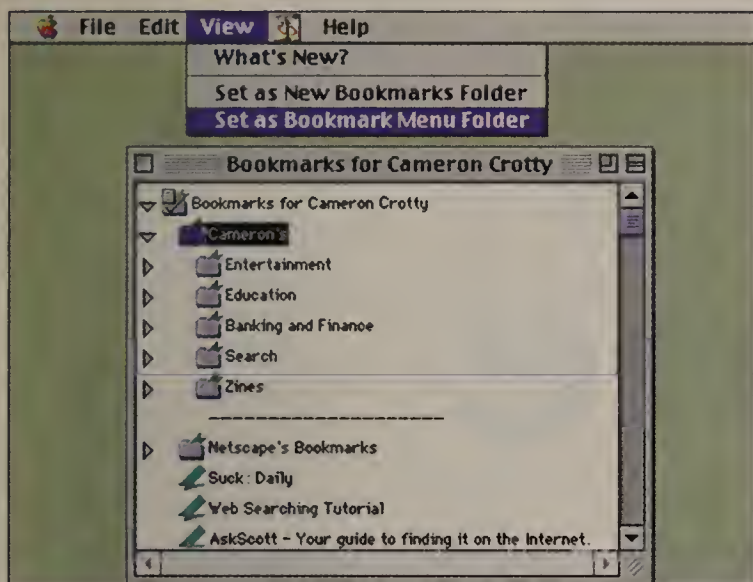 File Edit View Help
What's New?
Set as New Bookmarks Folder
Set as Bookmark Menu Folder
Bookmarks for Cameron Crotty
Bookmarks for Cameron Crotty
Cameron's
Entertainment
Education
Banking and Finance
Search
Zines
Netscape's Bookmarks
Suck: Daily
Web Searching Tutorial
AskScott - Your guide to finding it on the Internet.